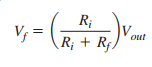 V_f = (R_i / (R_i + R_f)) V_out